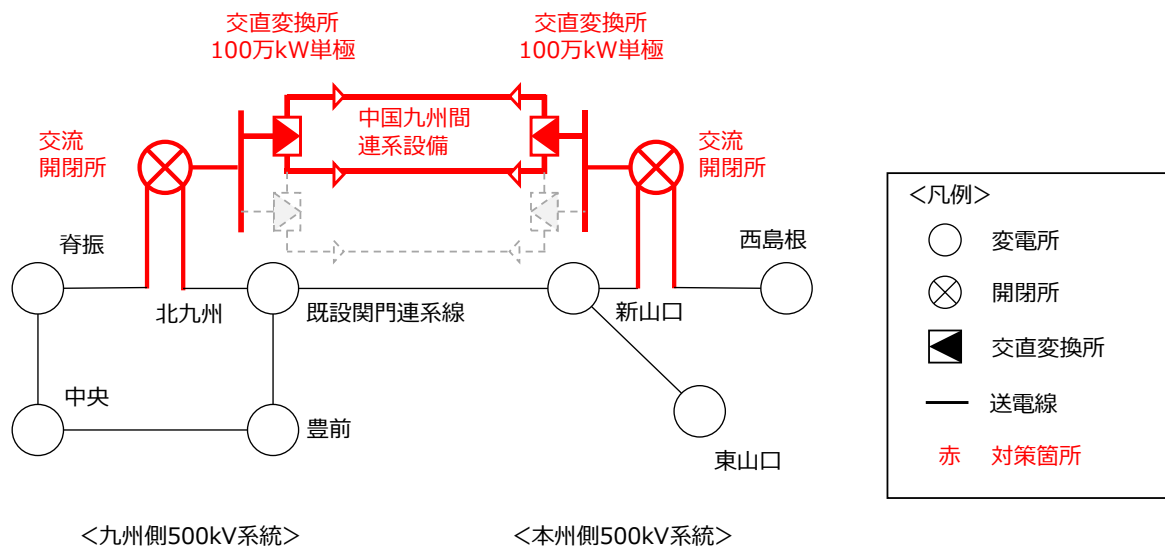 交直変換所
100万kW単極
交直変換所
100万kW単極
中国九州間
連系設備
交流
開閉所
交流
開閉所
脊振
北九州
既設関門連系線
新山口
西島根
中央
豊前
東山口
<九州側500kV系統>
<本州側500kV系統>
<凡例>
変電所
開閉所
交直変換所
送電線
赤 対策箇所